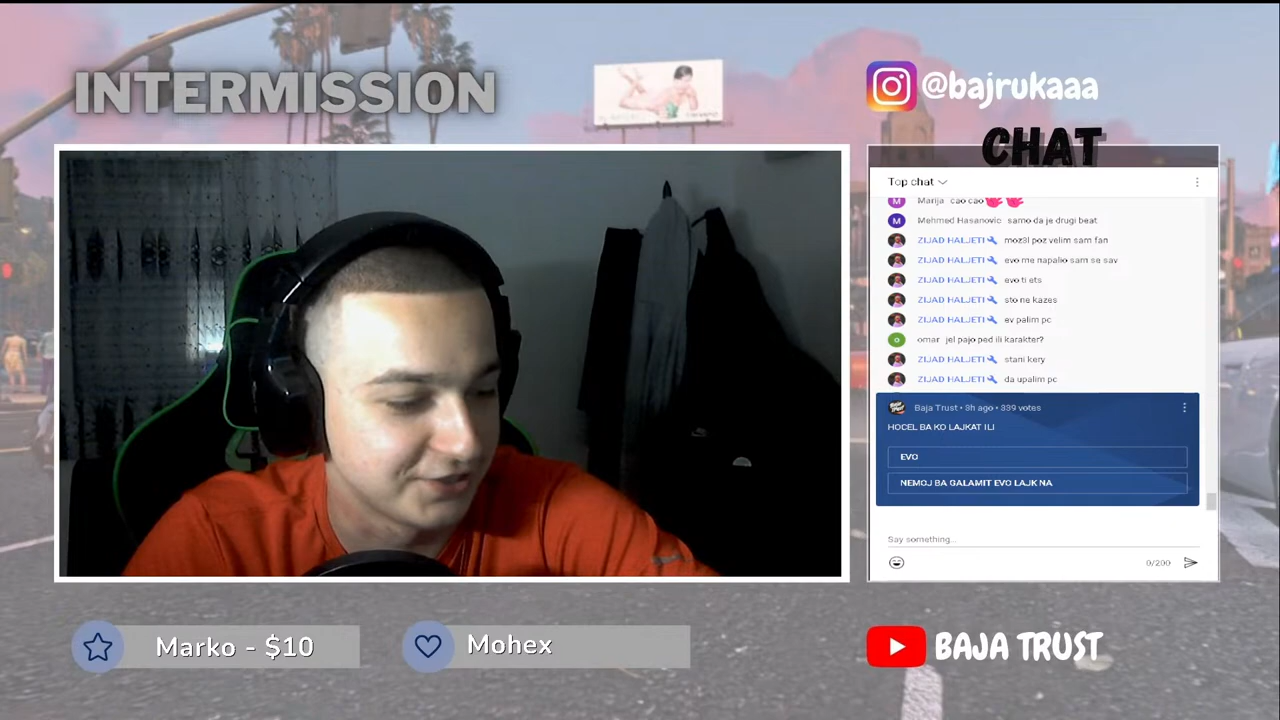 INTERMISSION
@bajrukaaa
CHAT
Top chat
M Marija cao cao
M Mehmed Hasanovic samo da je drugi beat
ZIJAD HALJETI moz3l poz velim sam fan
ZIJAD HALJETI evo me napalio sam se sav
ZIJAD HALJETI evo ti ets
ZIJAD HALJETI sto ne kazes
ZIJAD HALJETI ev palim pc
o omar jel pajo ped ili karakter?
ZIJAD HALJETI stani kery
ZIJAD HALJETI da upalim pc
Baja Trust • 3h ago • 339 votes
HOCEL BA KO LAJKAT ILI
EVO
NEMOJ BA GALAMIT EVO LAJK NA
Say something...
0/200
Marko - $10
Mohex
BAJA TRUST